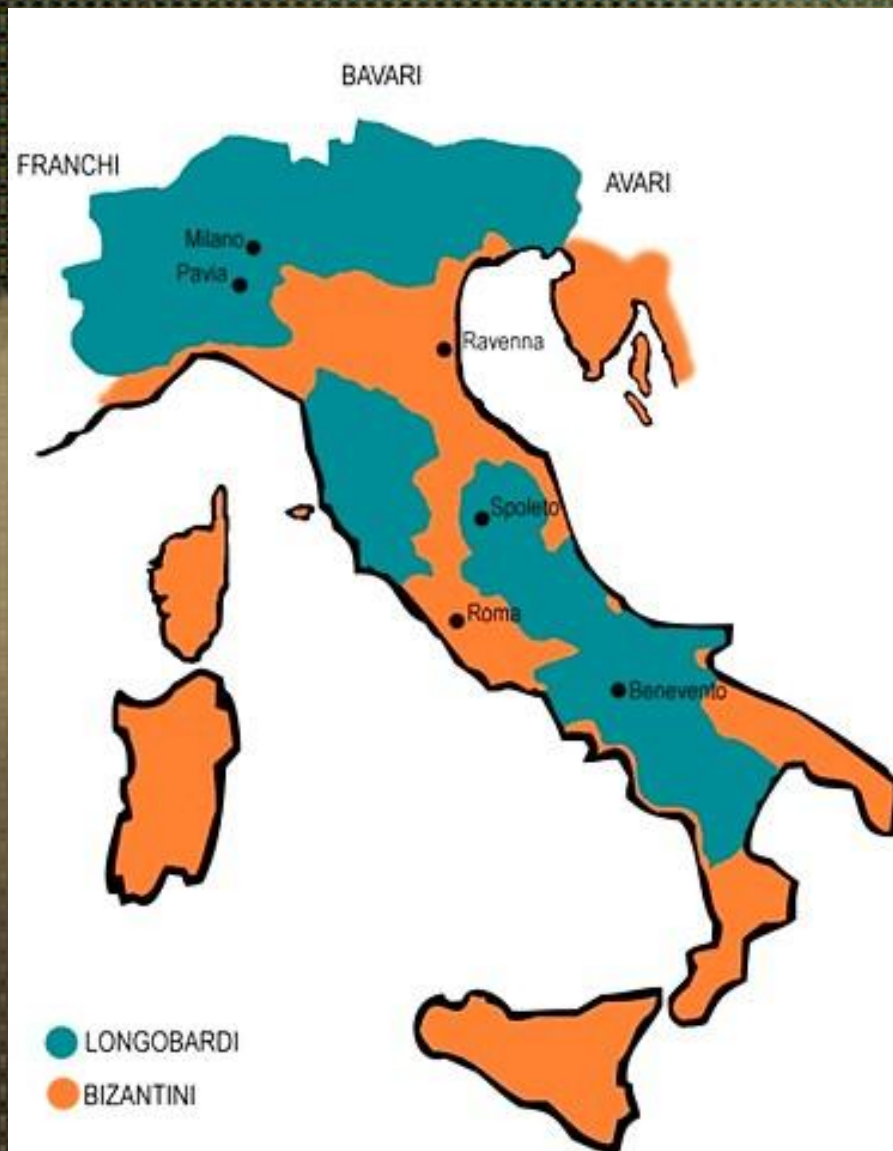 BAVARI
FRANCHI
AVARI
Milano
Pavia
Ravenna
Spoleto
Roma
Benevento
LONGOBARDI
BIZANTINI